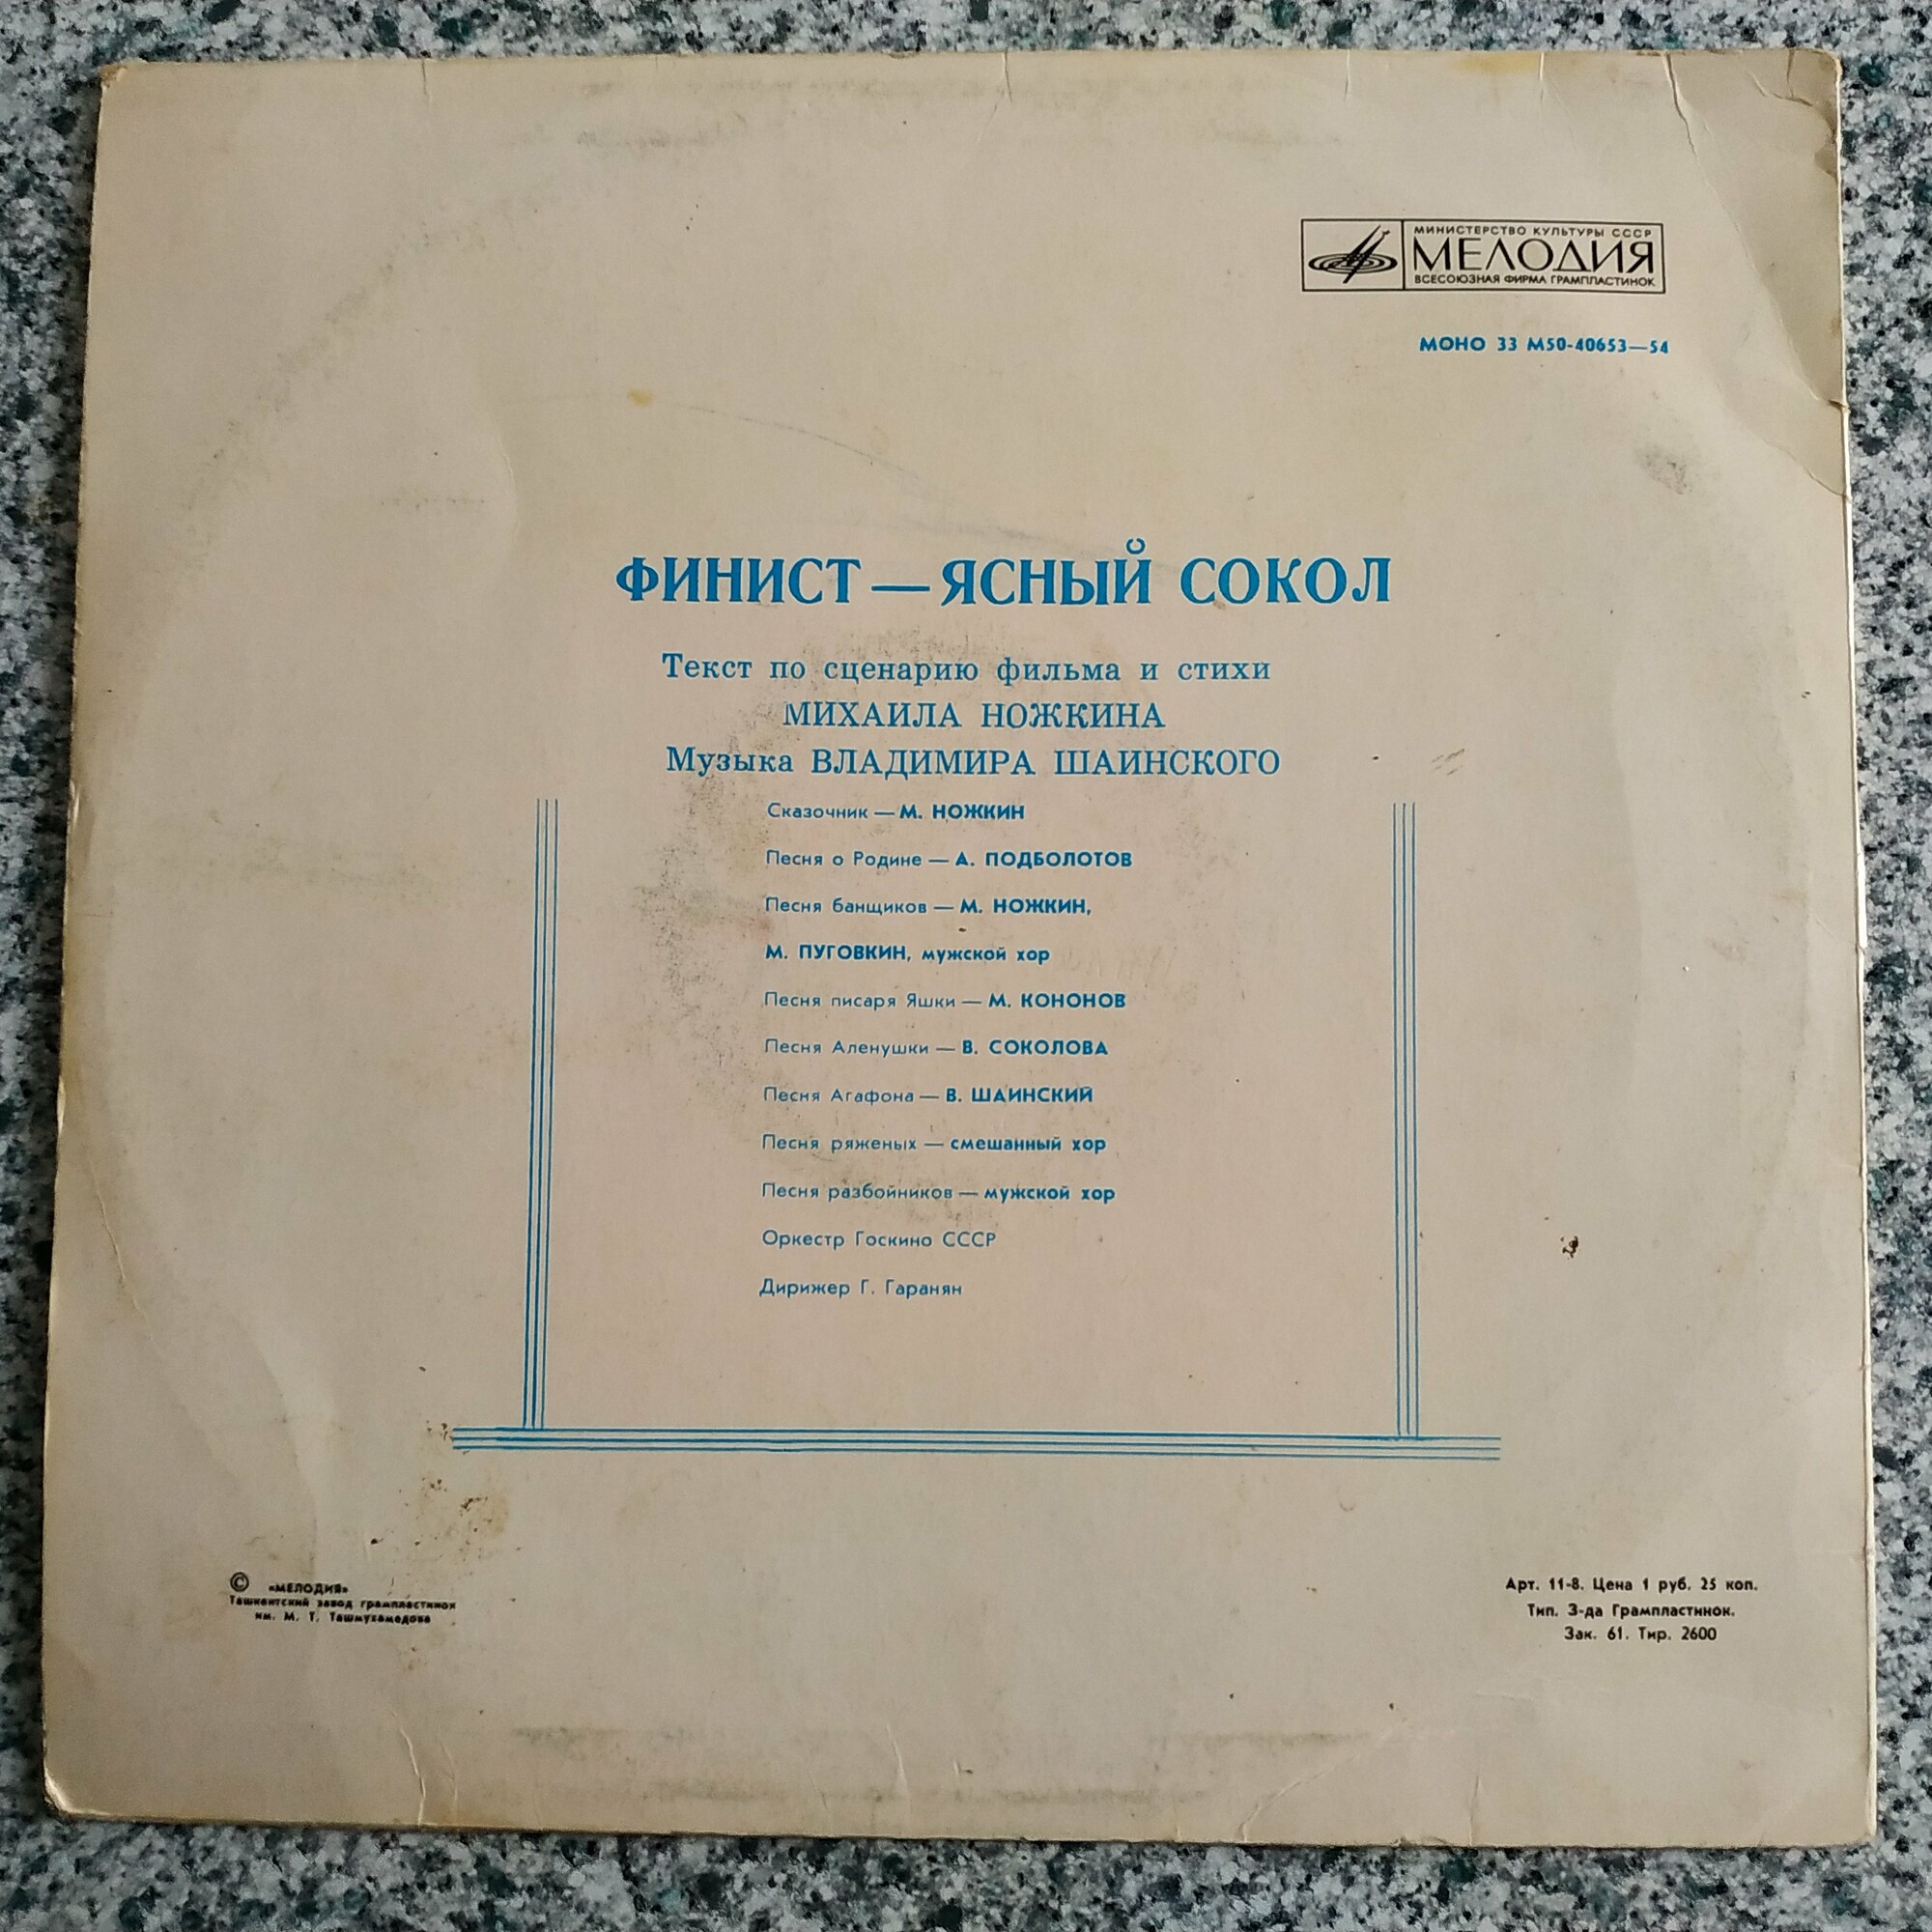 МИНИСТЕРСТВО КУЛЬТУРЫ СССР
МЕЛОДИЯ
ВСЕСОЮЗНАЯ ФИРМА ГРАМПЛАСТИНОК
МОНО 33 М50-40653—54
ФИНИСТ — ЯСНЫЙ СОКОЛ
Текст по сценарию фильма и стихи
МИХАИЛА НОЖКИНА
Музыка ВЛАДИМИРА ШАИНСКОГО
Сказочник — М. НОЖКИН
Песня о Родине — А. ПОДБОЛОТОВ
Песня банщиков — М. НОЖКИН,
М. ПУГОВКИН, мужской хор
Песня писаря Яшки — М. КОНОНОВ
Песня Аленушки — В. СОКОЛОВА
Песня Агафона — В. ШАИНСКИЙ
Песня ряженых — смешанный хор
Песня разбойников — мужской хор
Оркестр Госкино СССР
Дирижер Г. Гаранян
© «МЕЛОДИЯ»
Ташкентский завод грампластинок
им. М. Т. Ташмухамедова
Арт. 11-8. Цена 1 руб. 25 коп.
Тип. З-да Грампластинок.
Зак. 61. Тир. 2600